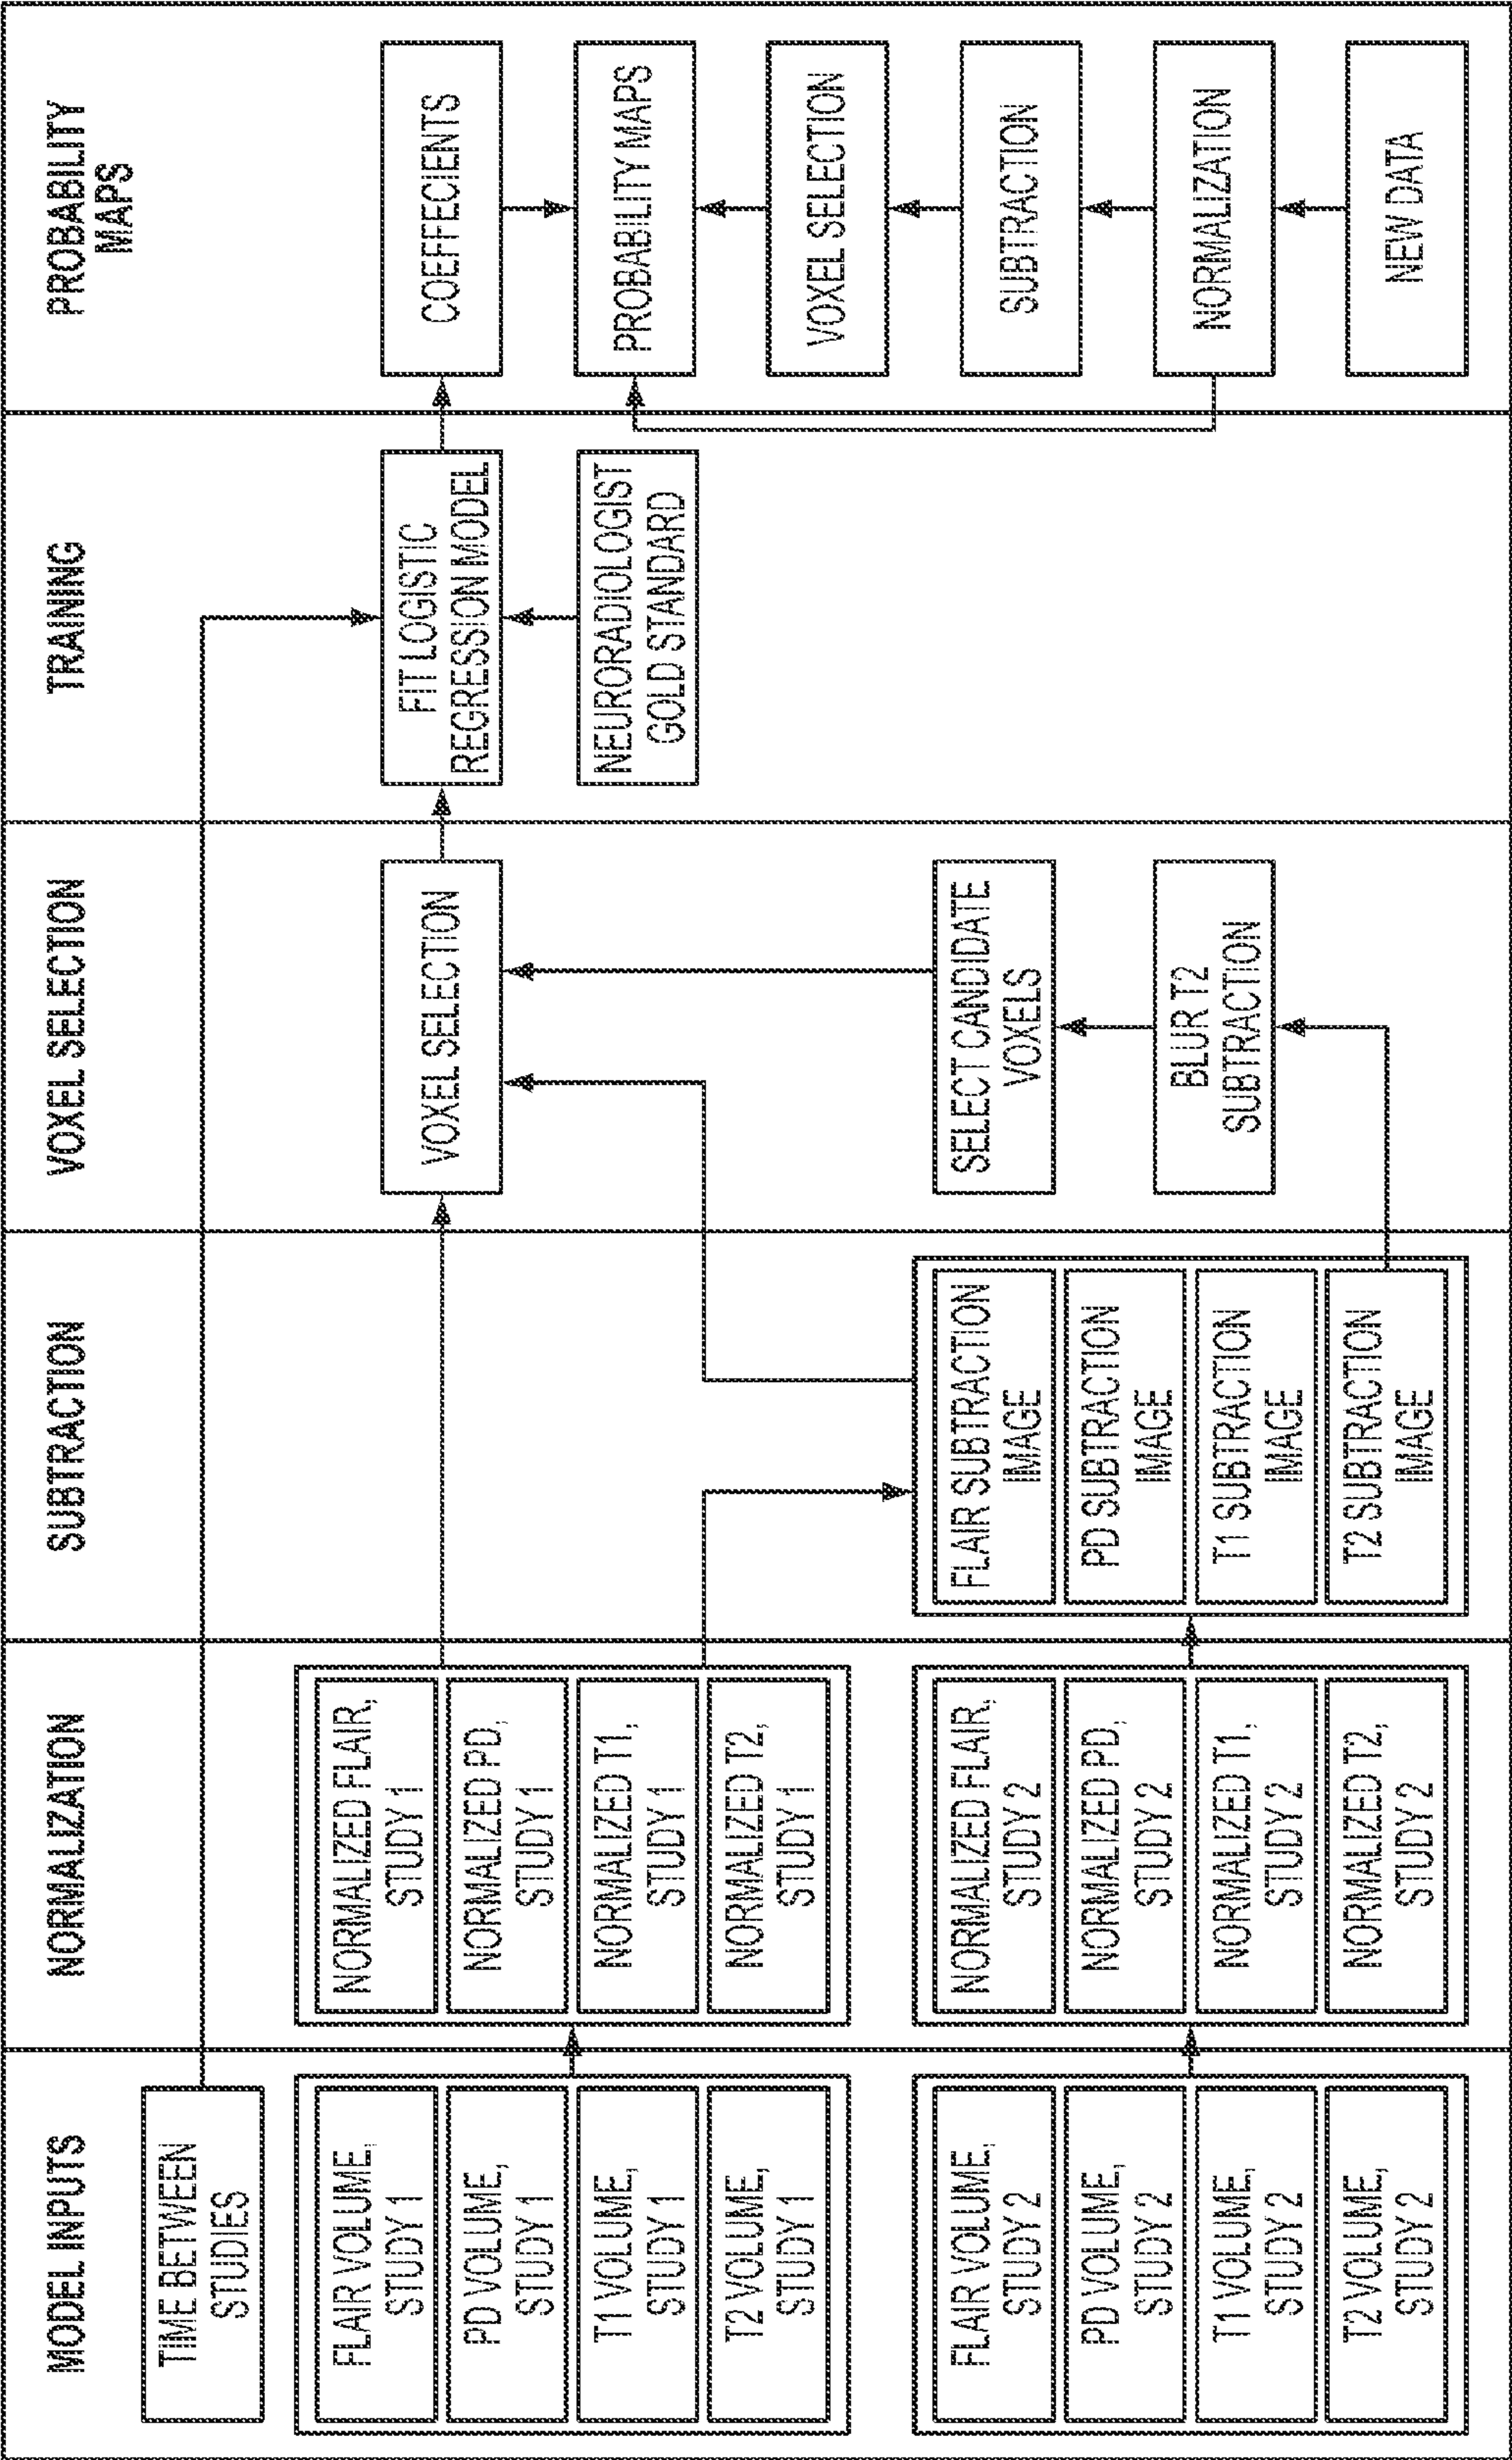 MODEL INPUTS
TIME BETWEEN
STUDIES
FLAIR VOLUME,
STUDY 1
PD VOLUME,
STUDY 1
T1 VOLUME,
STUDY 1
T2 VOLUME,
STUDY 1
FLAIR VOLUME,
STUDY 2
PD VOLUME,
STUDY 2
T1 VOLUME,
STUDY 2
T2 VOLUME,
STUDY 2
NORMALIZATION
NORMALIZED FLAIR,
STUDY 1
NORMALIZED PD,
STUDY 1
NORMALIZED T1,
STUDY 1
NORMALIZED T2,
STUDY 1
NORMALIZED FLAIR,
STUDY 2
NORMALIZED PD,
STUDY 2
NORMALIZED T1,
STUDY 2
NORMALIZED T2,
STUDY 2
SUBTRACTION
FLAIR SUBTRACTION
IMAGE
PD SUBTRACTION
IMAGE
T1 SUBTRACTION
IMAGE
T2 SUBTRACTION
IMAGE
VOXEL SELECTION
VOXEL SELECTION
SELECT CANDIDATE
VOXELS
BLUR T2
SUBTRACTION
TRAINING
FIT LOGISTIC
REGRESSION MODEL
NEURORADIOLOGIST
GOLD STANDARD
PROBABILITY
MAPS
COEFFECIENTS
PROBABILITY MAPS
VOXEL SELECTION
SUBTRACTION
NORMALIZATION
NEW DATA